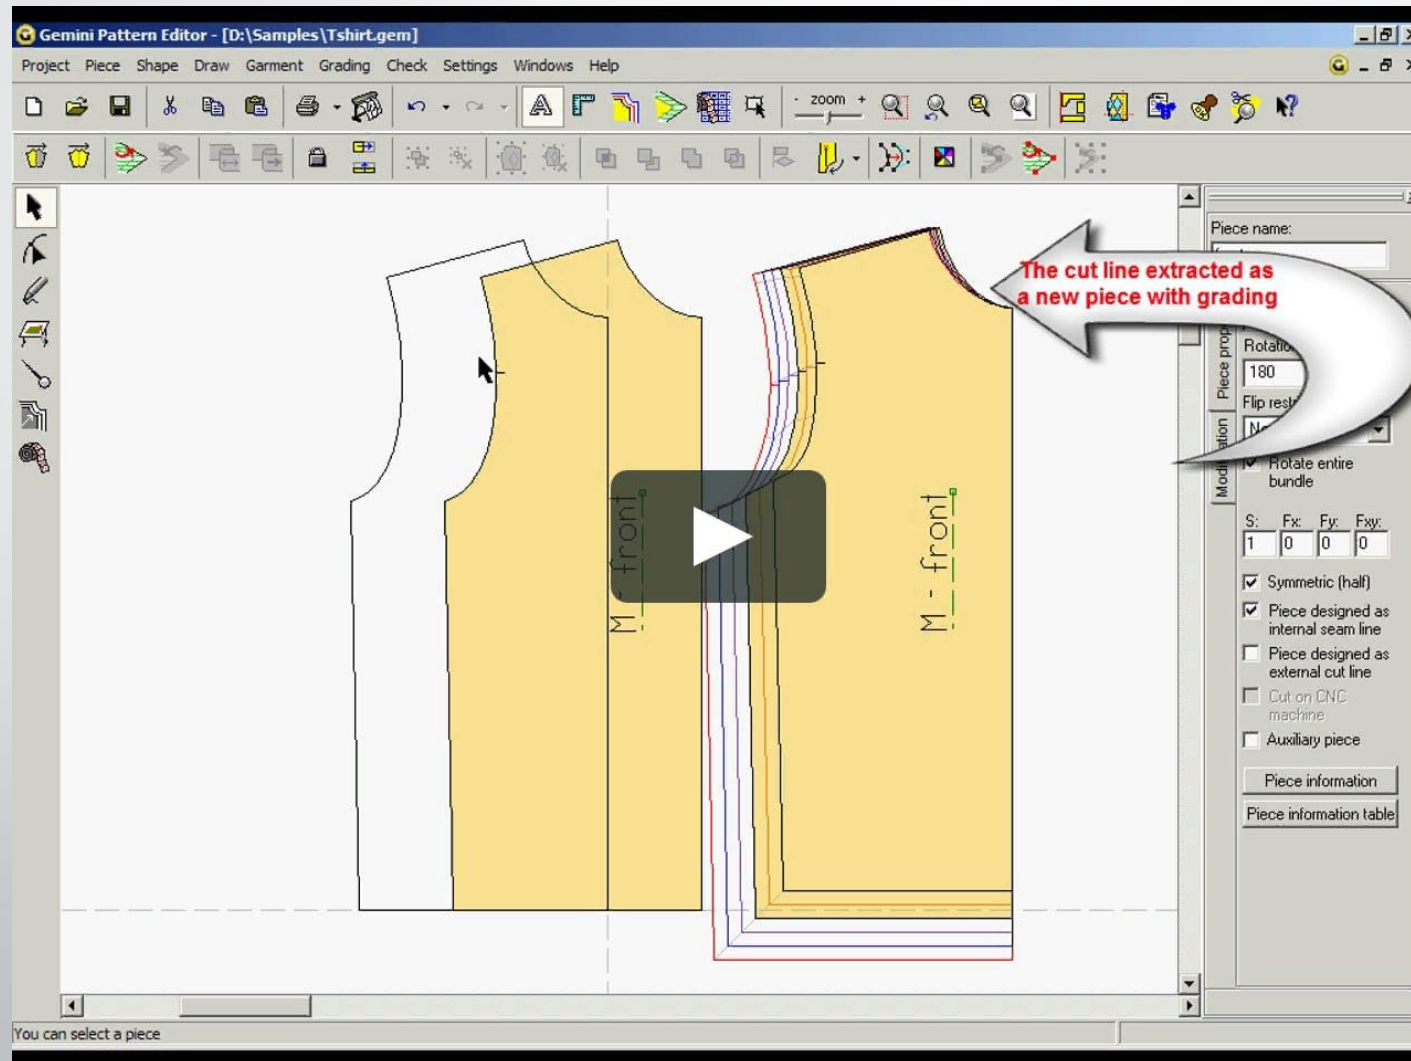 Gemini Pattern Editor - [D:\Samples\Tshirt.gem]
Project Piece Shape Draw Garment Grading Check Settings Windows Help
- zoom +
Piece name:
The cut line extracted as
a new piece with grading
Piece prop
180
Flip rest
Rotate entire
bundle
S: Fx: Fy: Fxy:
1 0 0 0
Symmetric (half)
Piece designed as
internal seam line
Piece designed as
external cut line
Cut on CNC
machine
Auxiliary piece
Piece information
Piece information table
M - front
M - front
You can select a piece